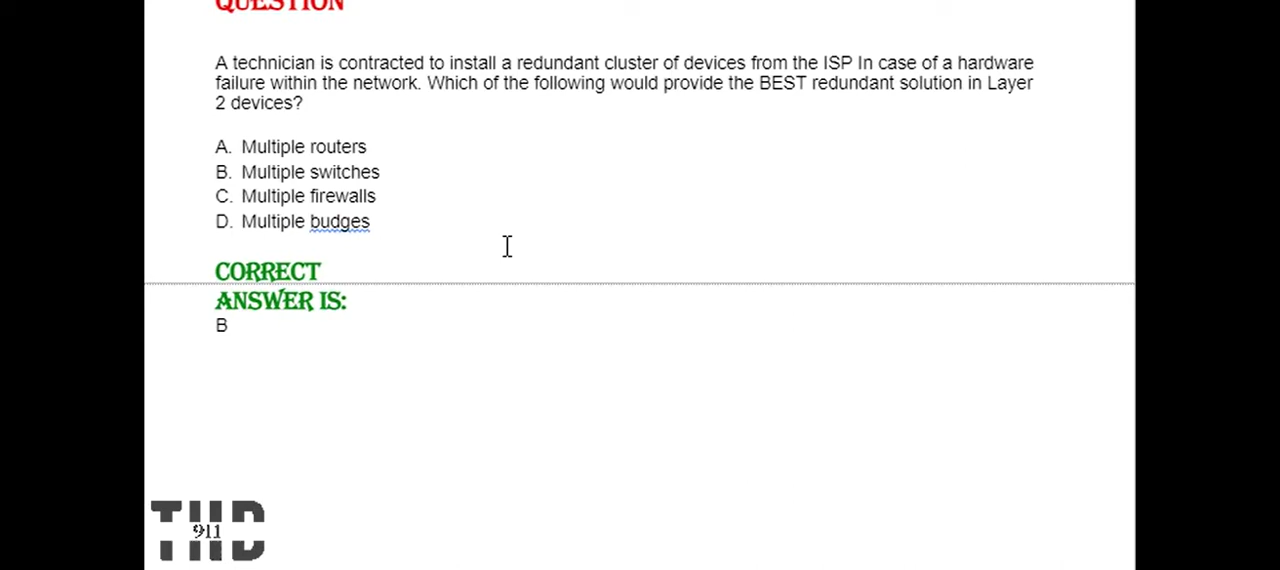 QUESTION
A technician is contracted to install a redundant cluster of devices from the ISP In case of a hardware
failure within the network. Which of the following would provide the BEST redundant solution in Layer
2 devices?
A. Multiple routers
B. Multiple switches
C. Multiple firewalls
D. Multiple budges
CORRECT
ANSWER IS:
B
THD
911